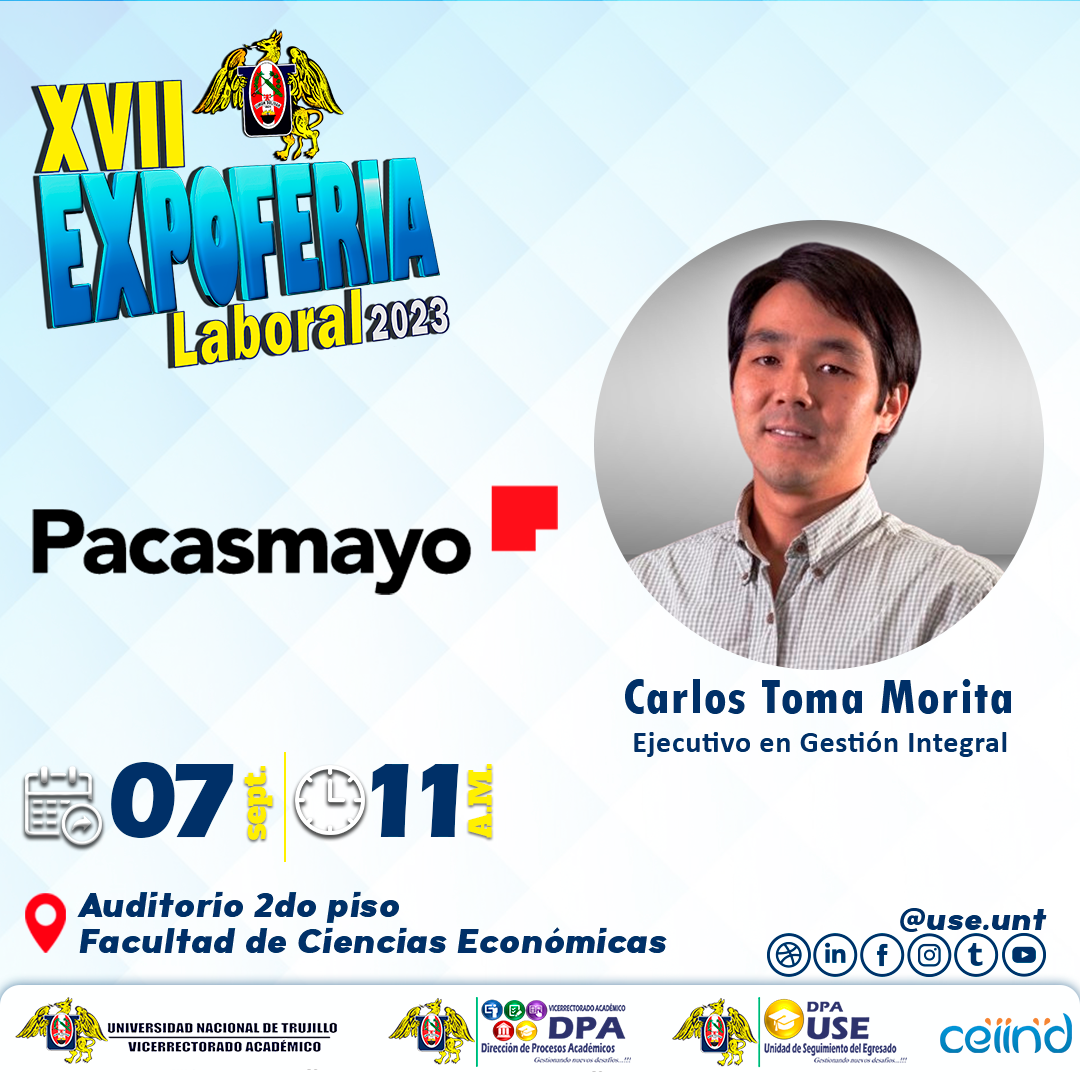 XVII
EXPOFERIA
Laboral 2023
Pacasmayo
Carlos Toma Morita
Ejecutivo en Gestión Integral
07 sept.
11 A.M.
Auditorio 2do piso
Facultad de Ciencias Económicas
@use.unt
UNIVERSIDAD NACIONAL DE TRUJILLO
VICERRECTORADO ACADÉMICO
VICERRECTORADO ACADÉMICO
DPA
Dirección de Procesos Académicos
Gestionando nuevos desafíos...!!!
DPA
USE
Unidad de Seguimiento del Egresado
Gestionando nuevos desafíos...!!!
ceiind